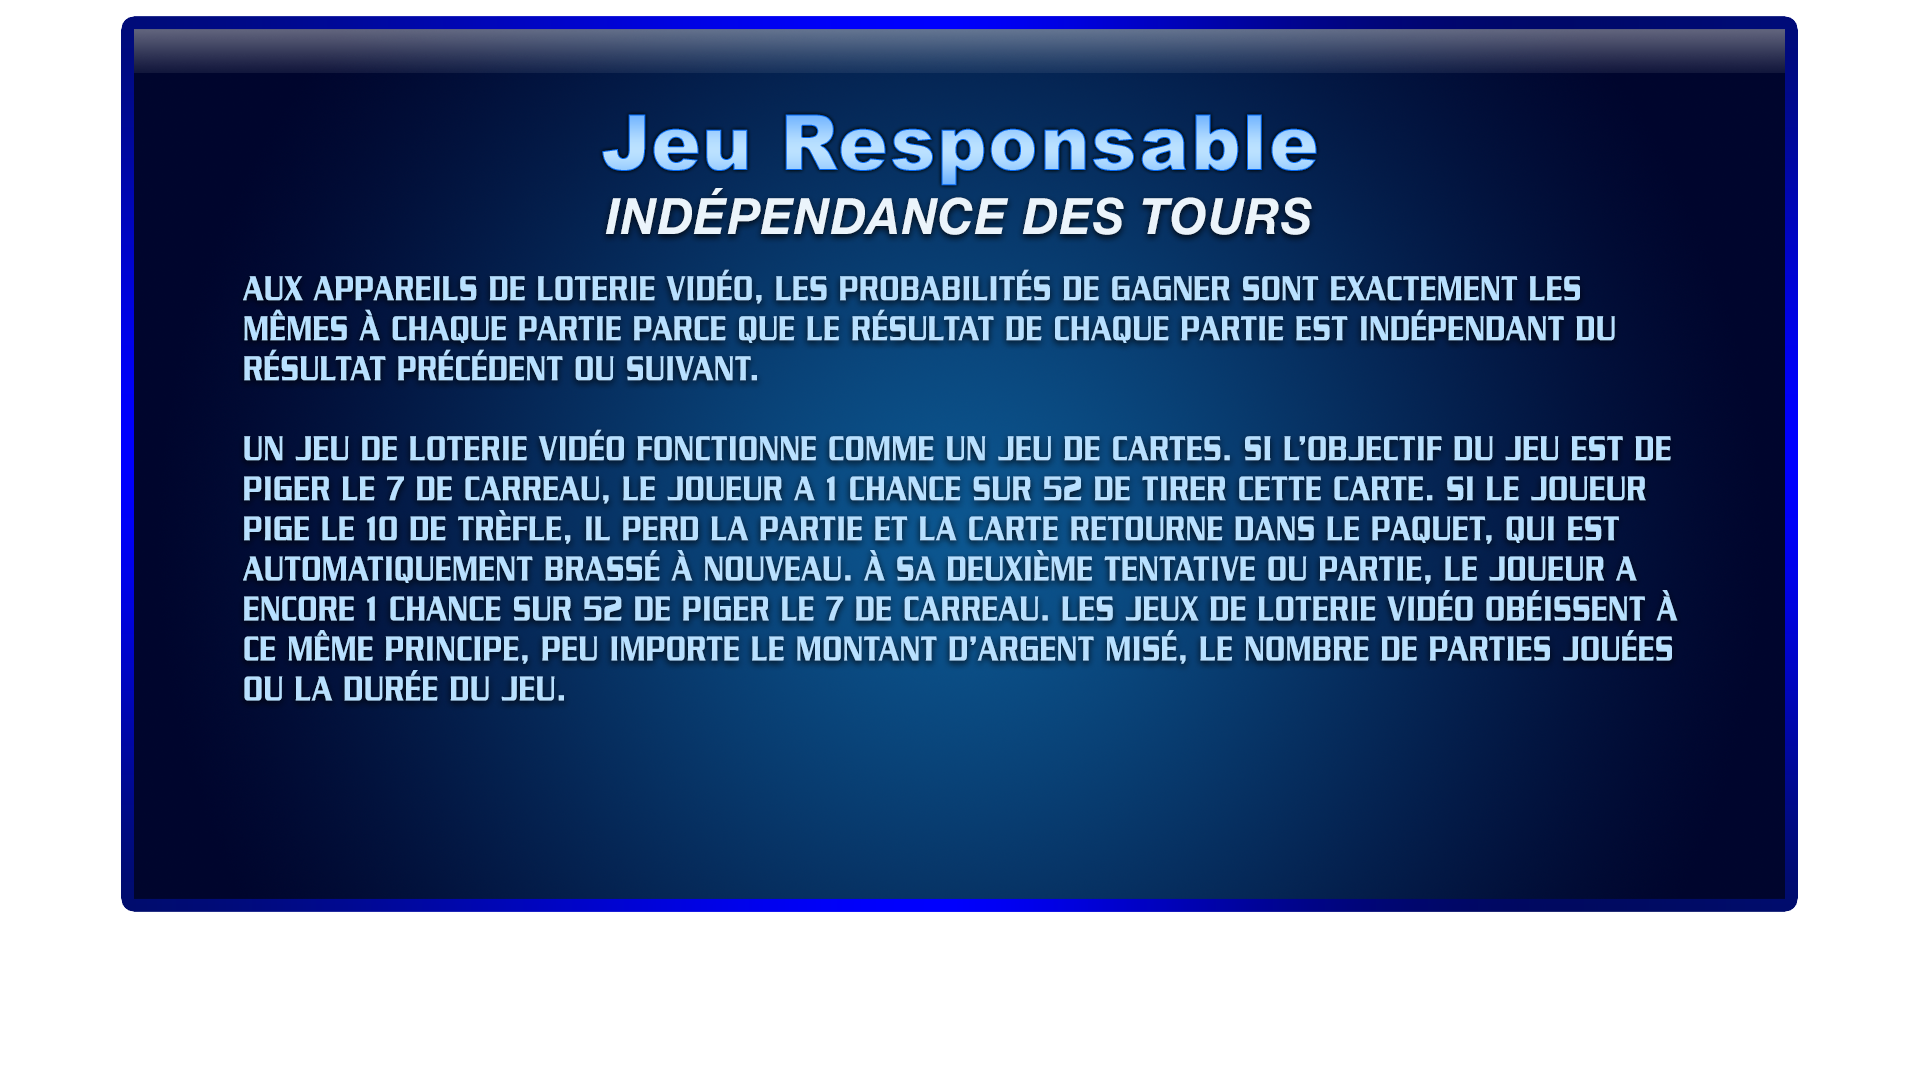 Jeu Responsable
INDÉPENDANCE DES TOURS
AUX APPAREILS DE LOTERIE VIDÉO, LES PROBABILITÉS DE GAGNER SONT EXACTEMENT LES
MÊMES À CHAQUE PARTIE PARCE QUE LE RÉSULTAT DE CHAQUE PARTIE EST INDÉPENDANT DU
RÉSULTAT PRÉCÉDENT OU SUIVANT.
UN JEU DE LOTERIE VIDÉO FONCTIONNE COMME UN JEU DE CARTES. SI L’OBJECTIF DU JEU EST DE
PIGER LE 7 DE CARREAU, LE JOUEUR A 1 CHANCE SUR 52 DE TIRER CETTE CARTE. SI LE JOUEUR
PIGE LE 10 DE TRÈFLE, IL PERD LA PARTIE ET LA CARTE RETOURNE DANS LE PAQUET, QUI EST
AUTOMATIQUEMENT BRASSÉ À NOUVEAU. À SA DEUXIÈME TENTATIVE OU PARTIE, LE JOUEUR A
ENCORE 1 CHANCE SUR 52 DE PIGER LE 7 DE CARREAU. LES JEUX DE LOTERIE VIDÉO OBÉISSENT À
CE MÊME PRINCIPE, PEU IMPORTE LE MONTANT D’ARGENT MISÉ, LE NOMBRE DE PARTIES JOUÉES
OU LA DURÉE DU JEU.